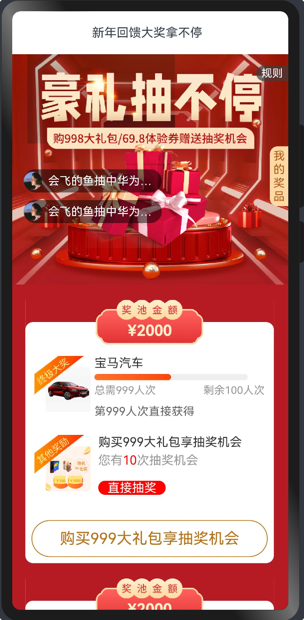 新年回馈大奖拿不停
规则
豪礼抽不停
购998大礼包/69.8体验券赠送抽奖机会
我的奖品
会飞的鱼抽中华为...
会飞的鱼抽中华为...
奖池金额
¥2000
终极大奖
宝马汽车
总需999人次
剩余100人次
第999人次直接获得
其他奖励
购买999大礼包享抽奖机会
您有10次抽奖机会
直接抽奖
购买999大礼包享抽奖机会
奖池金额
¥2000